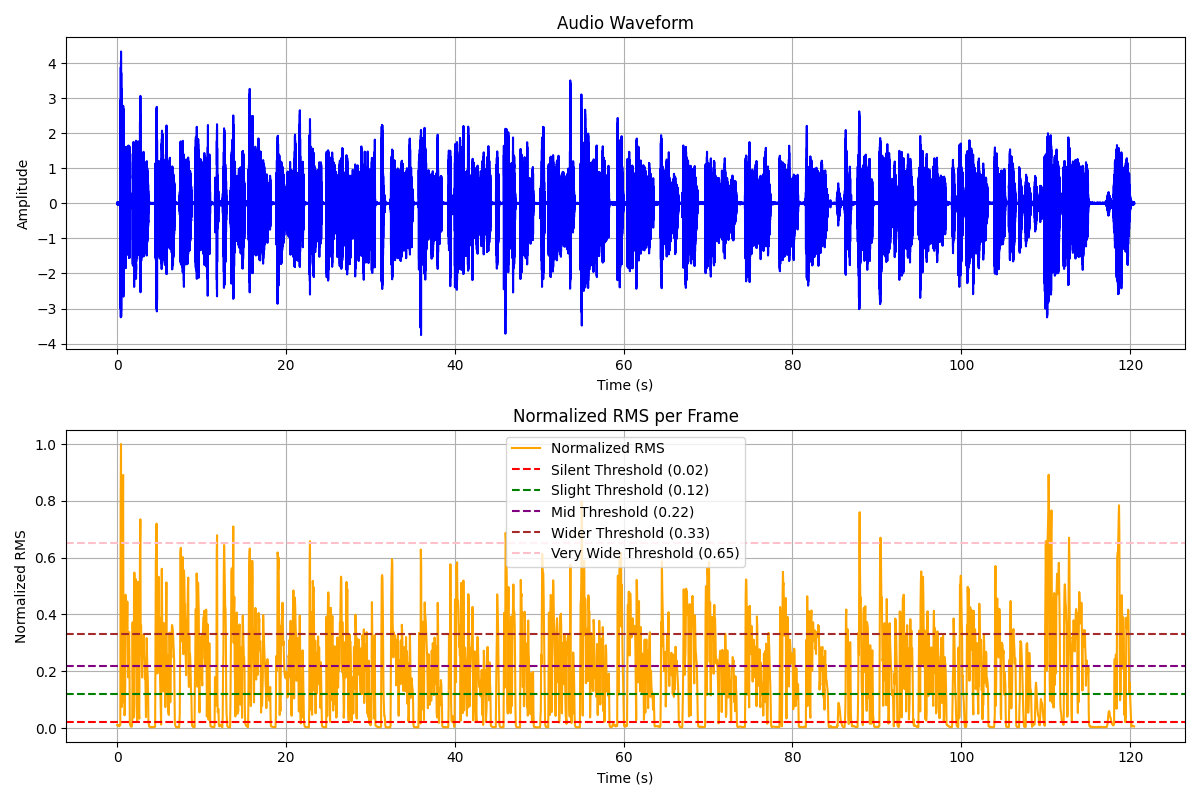 Audio Waveform
4
3
2
1
0
−1
−2
−3
−4
Amplitude
0 20 40 60 80 100 120
Time (s)
Normalized RMS per Frame
1.0
0.8
0.6
0.4
0.2
0.0
Normalized RMS
Normalized RMS
Silent Threshold (0.02)
Slight Threshold (0.12)
Mid Threshold (0.22)
Wider Threshold (0.33)
Very Wide Threshold (0.65)
0 20 40 60 80 100 120
Time (s)